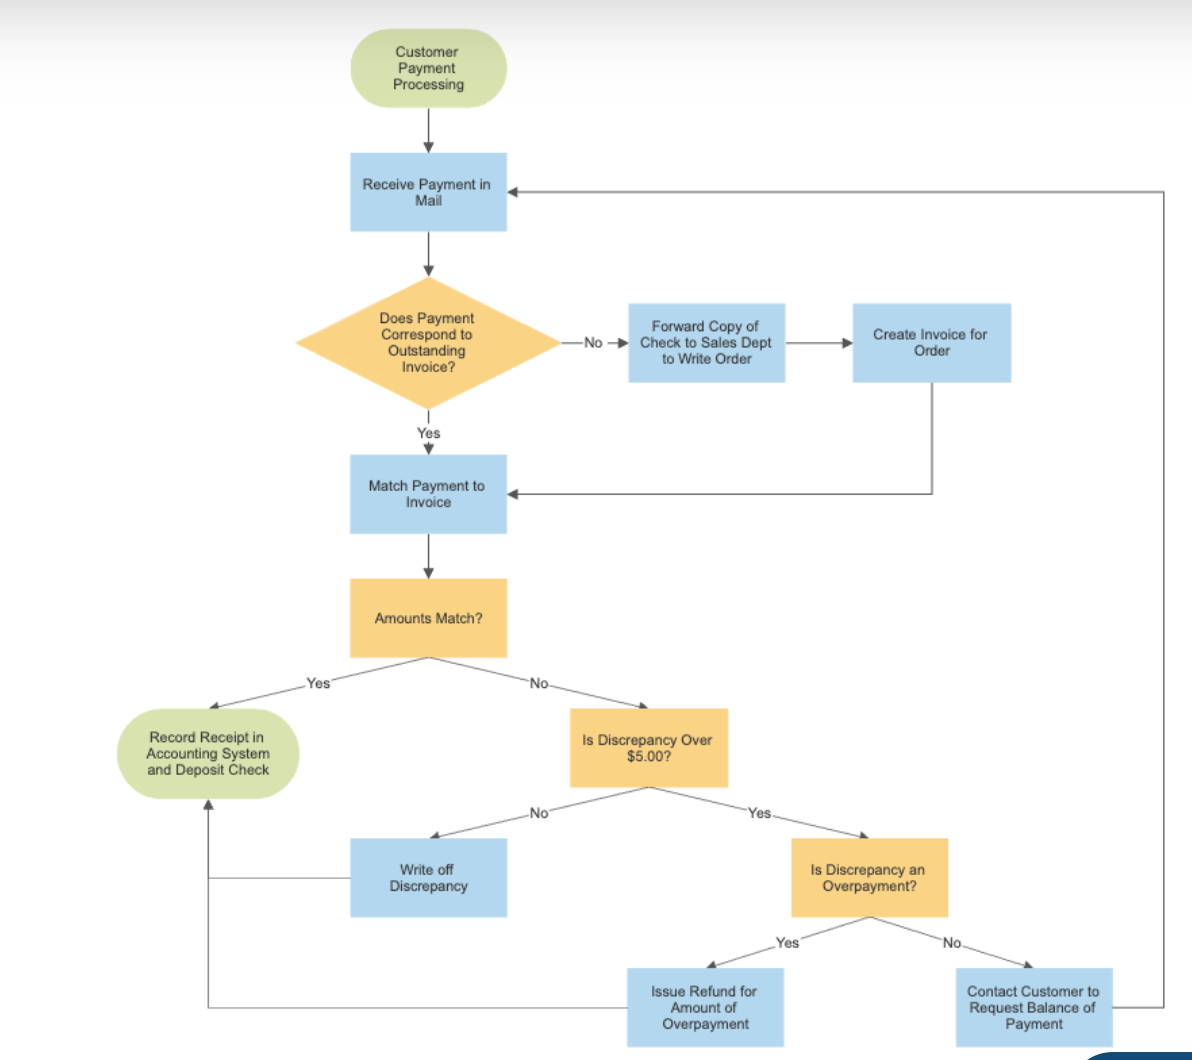 Customer
Payment
Processing
Receive Payment in
Mail
Does Payment
Correspond to
Outstanding
Invoice?
No
Forward Copy of
Check to Sales Dept
to Write Order
Create Invoice for
Order
Yes
Match Payment to
Invoice
Amounts Match?
Yes
No
Record Receipt in
Accounting System
and Deposit Check
Is Discrepancy Over
$5.00?
No
Yes
Write off
Discrepancy
Is Discrepancy an
Overpayment?
Yes
No
Issue Refund for
Amount of
Overpayment
Contact Customer to
Request Balance of
Payment